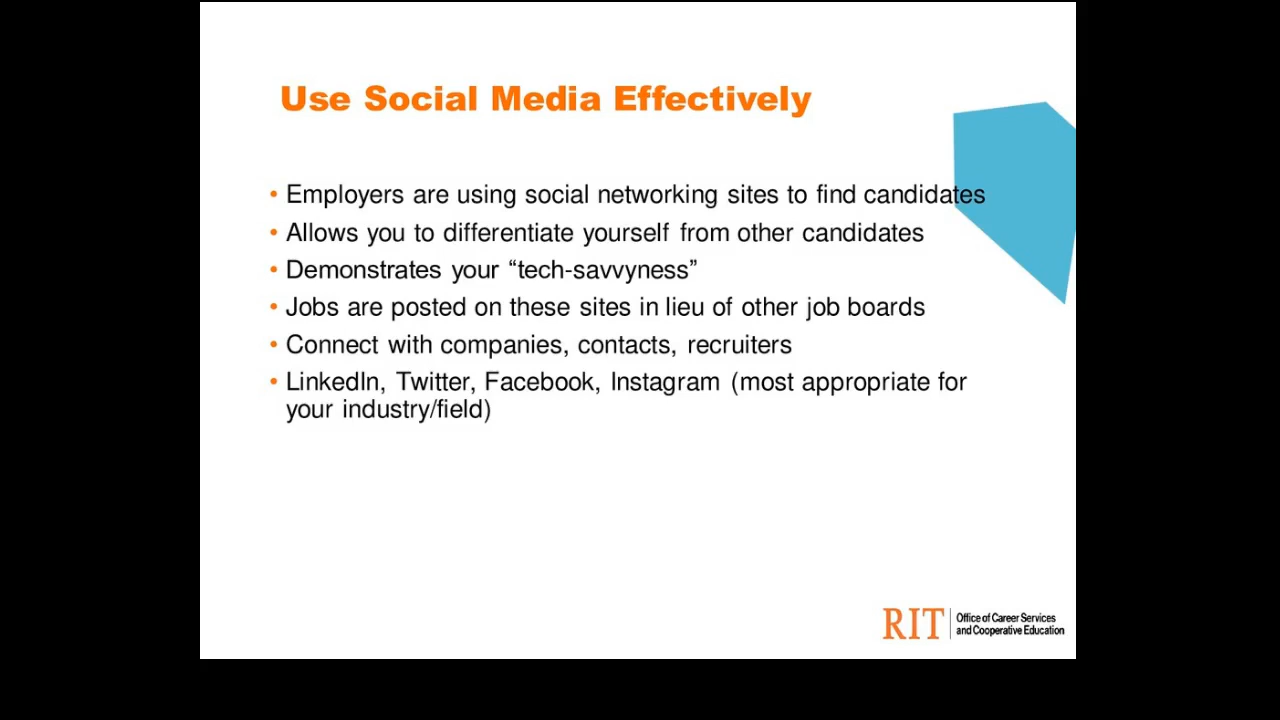 Use Social Media Effectively
• Employers are using social networking sites to find candidates
• Allows you to differentiate yourself from other candidates
• Demonstrates your “tech-savvyness”
• Jobs are posted on these sites in lieu of other job boards
• Connect with companies, contacts, recruiters
• LinkedIn, Twitter, Facebook, Instagram (most appropriate for
your industry/field)
RIT
Office of Career Services
and Cooperative Education